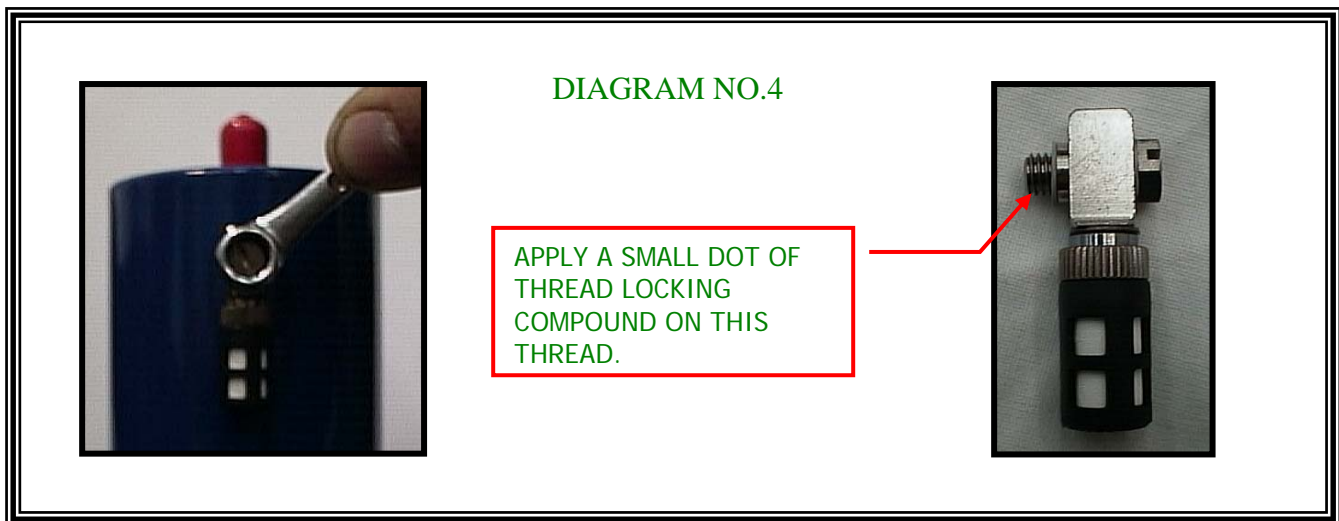 DIAGRAM NO.4
APPLY A SMALL DOT OF
THREAD LOCKING
COMPOUND ON THIS
THREAD.